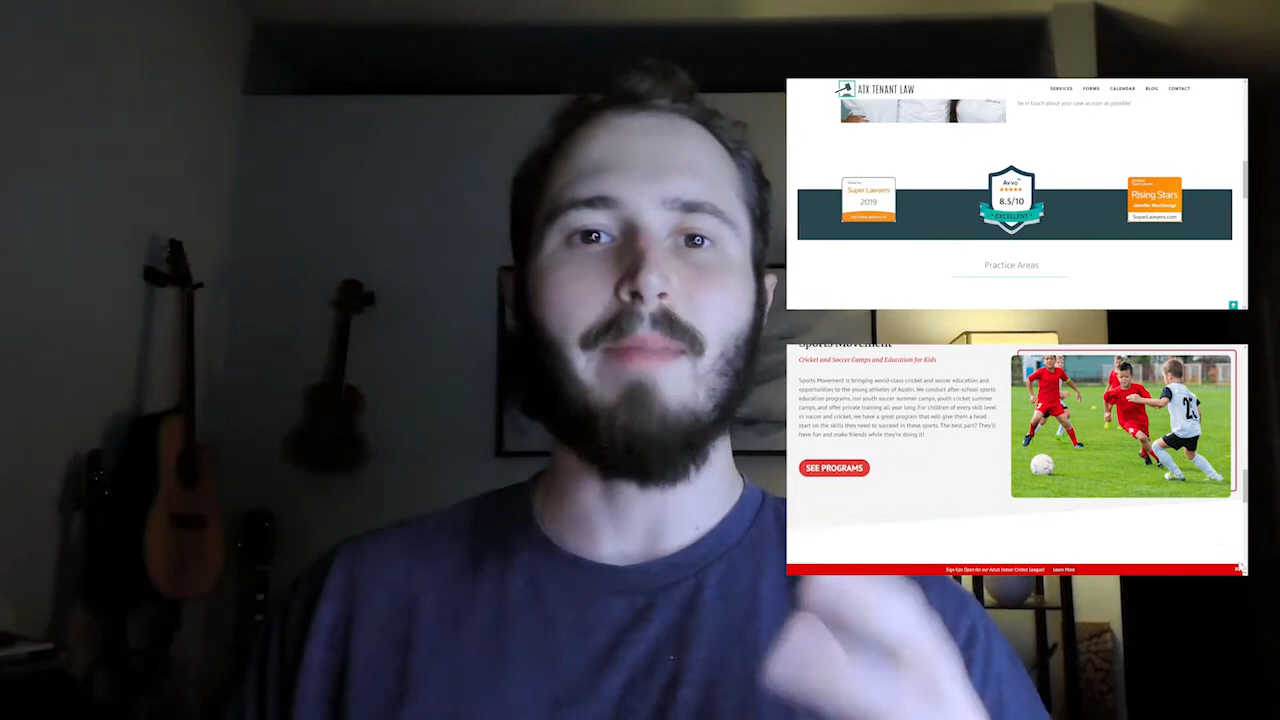 ATX TENANT LAW
SERVICES FORMS CALENDAR BLOG CONTACT
be in touch about your case as soon as possible!
Super Lawyers
2019
Avvo
8.5/10
EXCELLENT
Rising Stars
SuperLawyers.com
Practice Areas
Sports Movement
Cricket and Soccer Camps and Education for Kids
Sports Movement is bringing world-class cricket and soccer education and
opportunities to the young athletes of Austin. We conduct after-school sports
education programs, run youth soccer summer camps, youth cricket summer
camps, and offer private training all year long. For children of every skill level
in soccer and cricket, we have a great program that will give them a head
start on the skills they need to succeed in these sports. The best part? They'll
have fun and make friends while they're doing it!
SEE PROGRAMS
23
Sign Ups Open for our Adult Indoor Cricket League! Learn More